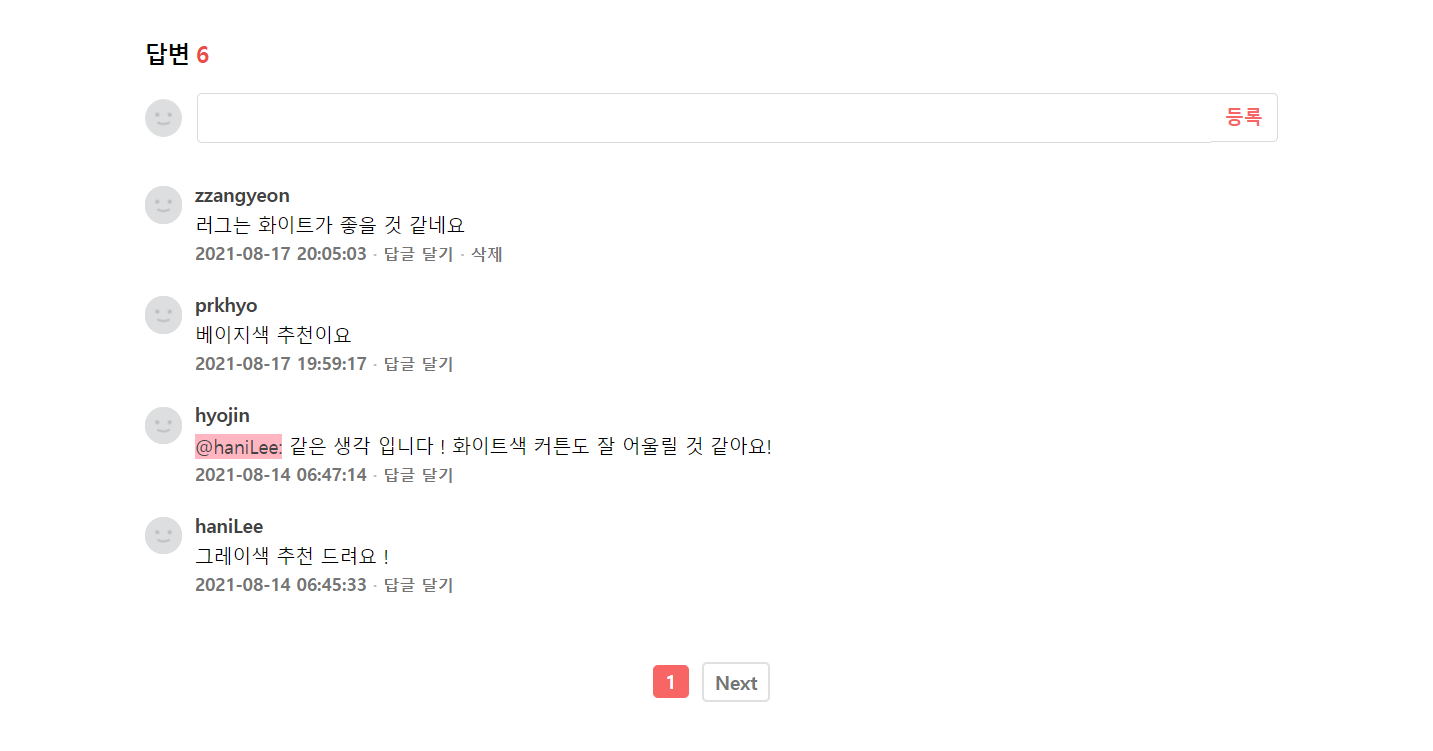 답변 6
등록
zzangyeon
러그는 화이트가 좋을 것 같네요
2021-08-17 20:05:03 · 답글 달기 · 삭제
prkhyo
베이지색 추천이요
2021-08-17 19:59:17 · 답글 달기
hyojin
@haniLee: 같은 생각 입니다 ! 화이트색 커튼도 잘 어울릴 것 같아요!
2021-08-14 06:47:14 · 답글 달기
haniLee
그레이색 추천 드려요 !
2021-08-14 06:45:33 · 답글 달기
1 Next